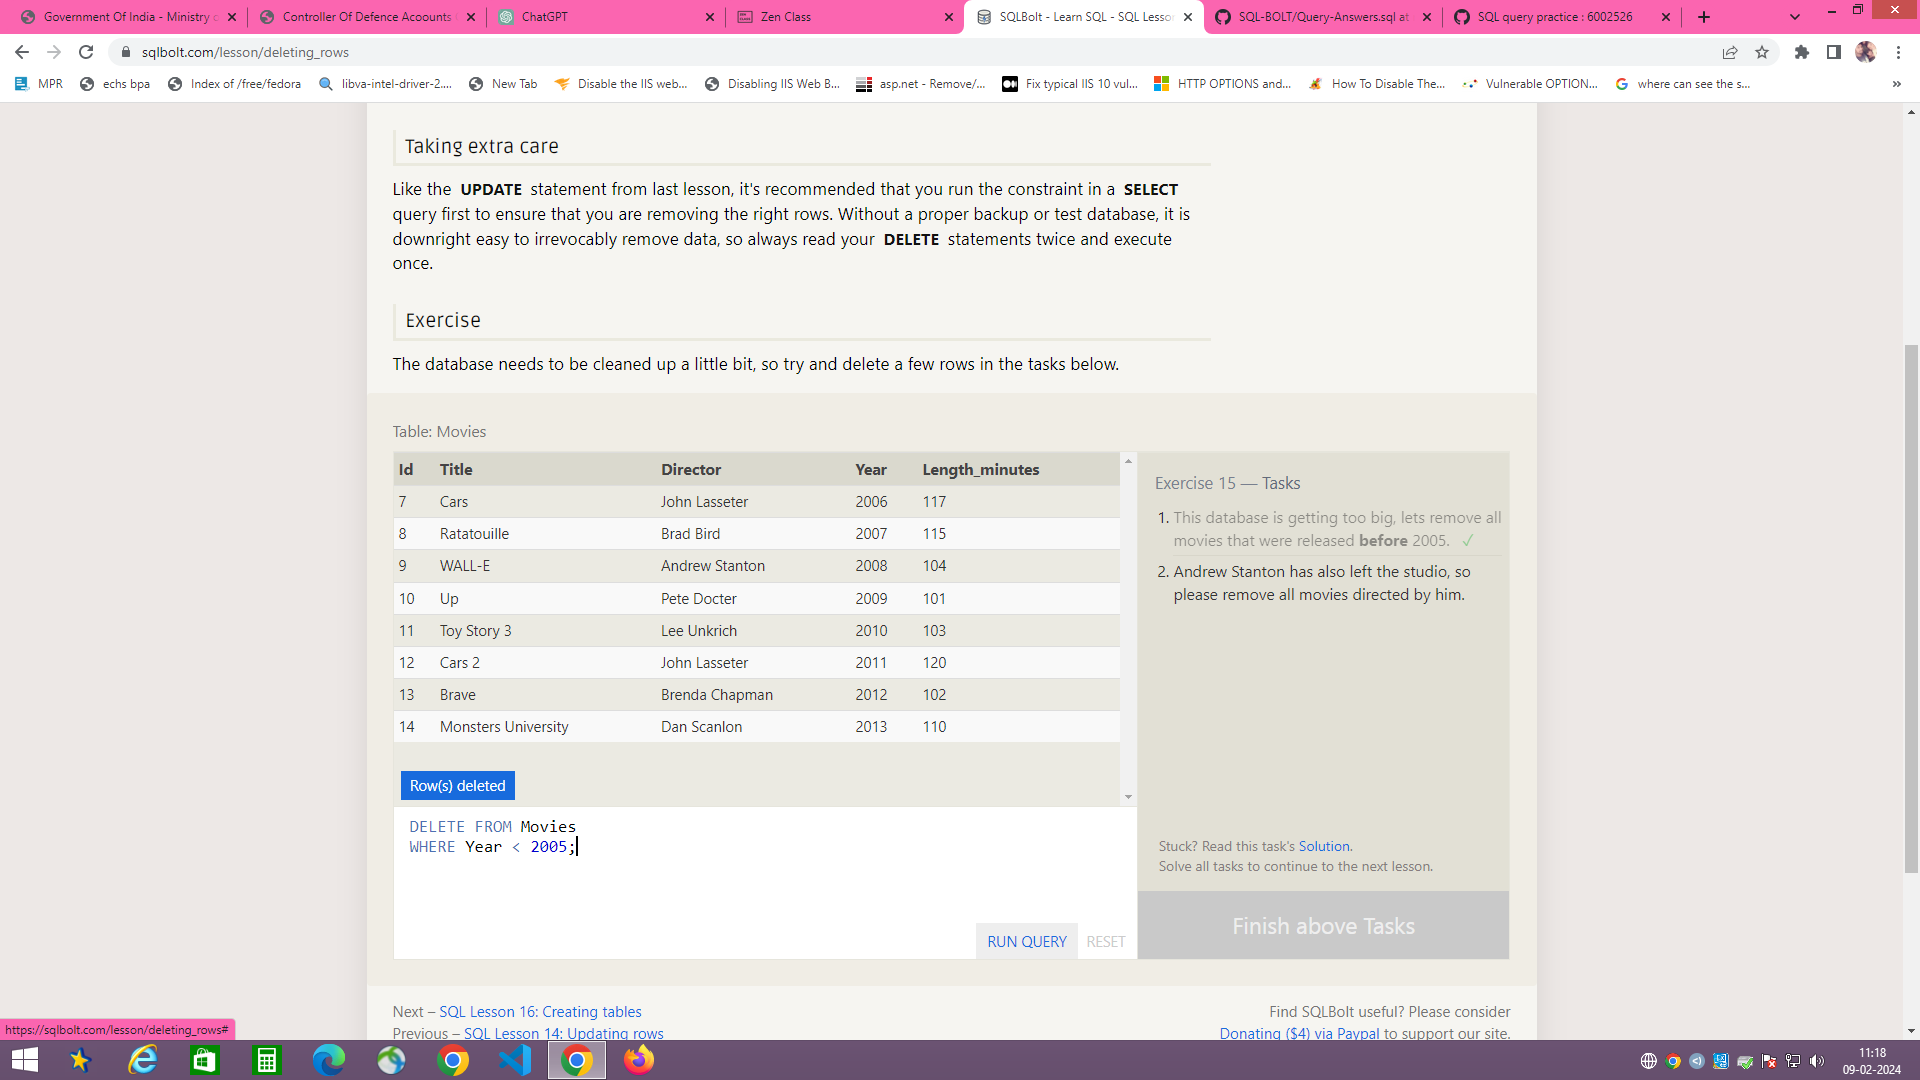 Government Of India - Ministry
Controller Of Defence Acoounts
ChatGPT
Zen Class
SQLBolt - Learn SQL - SQL Lesso
SQL-BOLT/Query-Answers.sql at
SQL query practice : 6002526
sqlbolt.com/lesson/deleting_rows
MPR
echs bpa
Index of /free/fedora
libva-intel-driver-2....
New Tab
Disable the IIS web...
Disabling IIS Web B...
asp.net - Remove/...
Fix typical IIS 10 vul...
HTTP OPTIONS and...
How To Disable The...
Vulnerable OPTION...
where can see the s...
»
Taking extra care
Like the UPDATE statement from last lesson, it's recommended that you run the constraint in a SELECT
query first to ensure that you are removing the right rows. Without a proper backup or test database, it is
downright easy to irrevocably remove data, so always read your DELETE statements twice and execute
once.
Exercise
The database needs to be cleaned up a little bit, so try and delete a few rows in the tasks below.
Table: Movies
Id Title Director Year Length_minutes
7 Cars John Lasseter 2006 117
8 Ratatouille Brad Bird 2007 115
9 WALL-E Andrew Stanton 2008 104
10 Up Pete Docter 2009 101
11 Toy Story 3 Lee Unkrich 2010 103
12 Cars 2 John Lasseter 2011 120
13 Brave Brenda Chapman 2012 102
14 Monsters University Dan Scanlon 2013 110
Row(s) deleted
DELETE FROM Movies
WHERE Year < 2005;
RUN QUERY RESET
Exercise 15 — Tasks
1. This database is getting too big, lets remove all
movies that were released before 2005. ✓
2. Andrew Stanton has also left the studio, so
please remove all movies directed by him.
Stuck? Read this task's Solution.
Solve all tasks to continue to the next lesson.
Finish above Tasks
Next – SQL Lesson 16: Creating tables
Previous – SQL Lesson 14: Updating rows
Find SQLBolt useful? Please consider
Donating ($4) via Paypal to support our site.
https://sqlbolt.com/lesson/deleting_rows#
11:18
09-02-2024